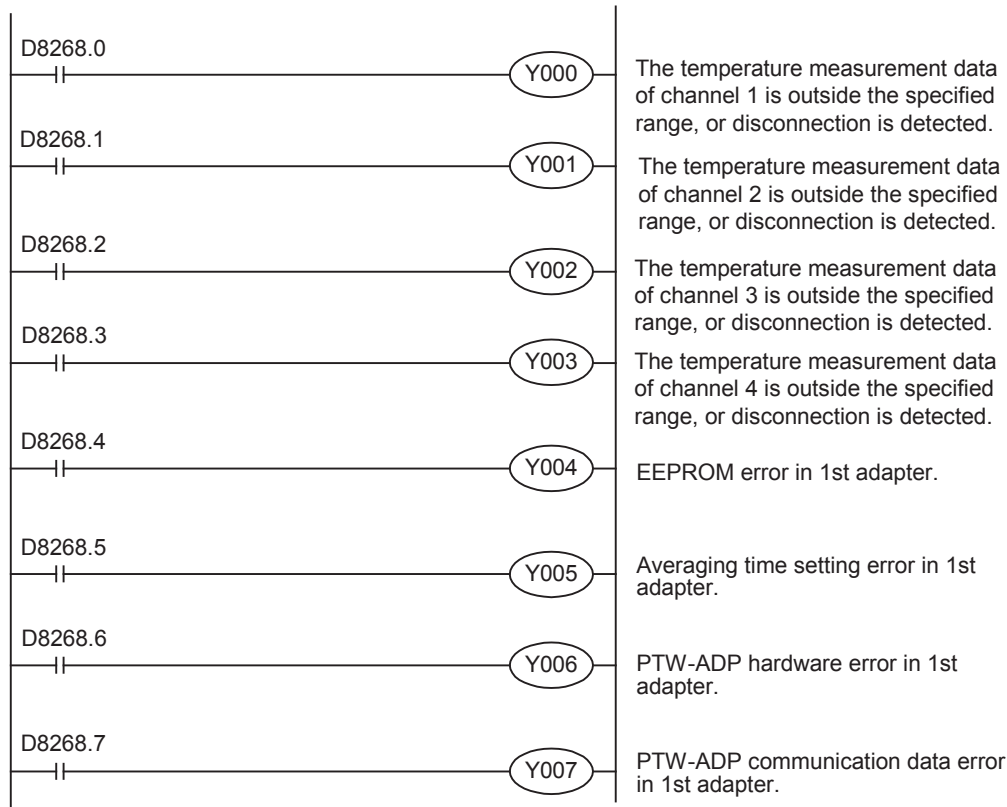 D8268.0
Y000
The temperature measurement data
of channel 1 is outside the specified
range, or disconnection is detected.
D8268.1
Y001
The temperature measurement data
of channel 2 is outside the specified
range, or disconnection is detected.
D8268.2
Y002
The temperature measurement data
of channel 3 is outside the specified
range, or disconnection is detected.
D8268.3
Y003
The temperature measurement data
of channel 4 is outside the specified
range, or disconnection is detected.
D8268.4
Y004
EEPROM error in 1st adapter.
D8268.5
Y005
Averaging time setting error in 1st
adapter.
D8268.6
Y006
PTW-ADP hardware error in 1st
adapter.
D8268.7
Y007
PTW-ADP communication data error
in 1st adapter.